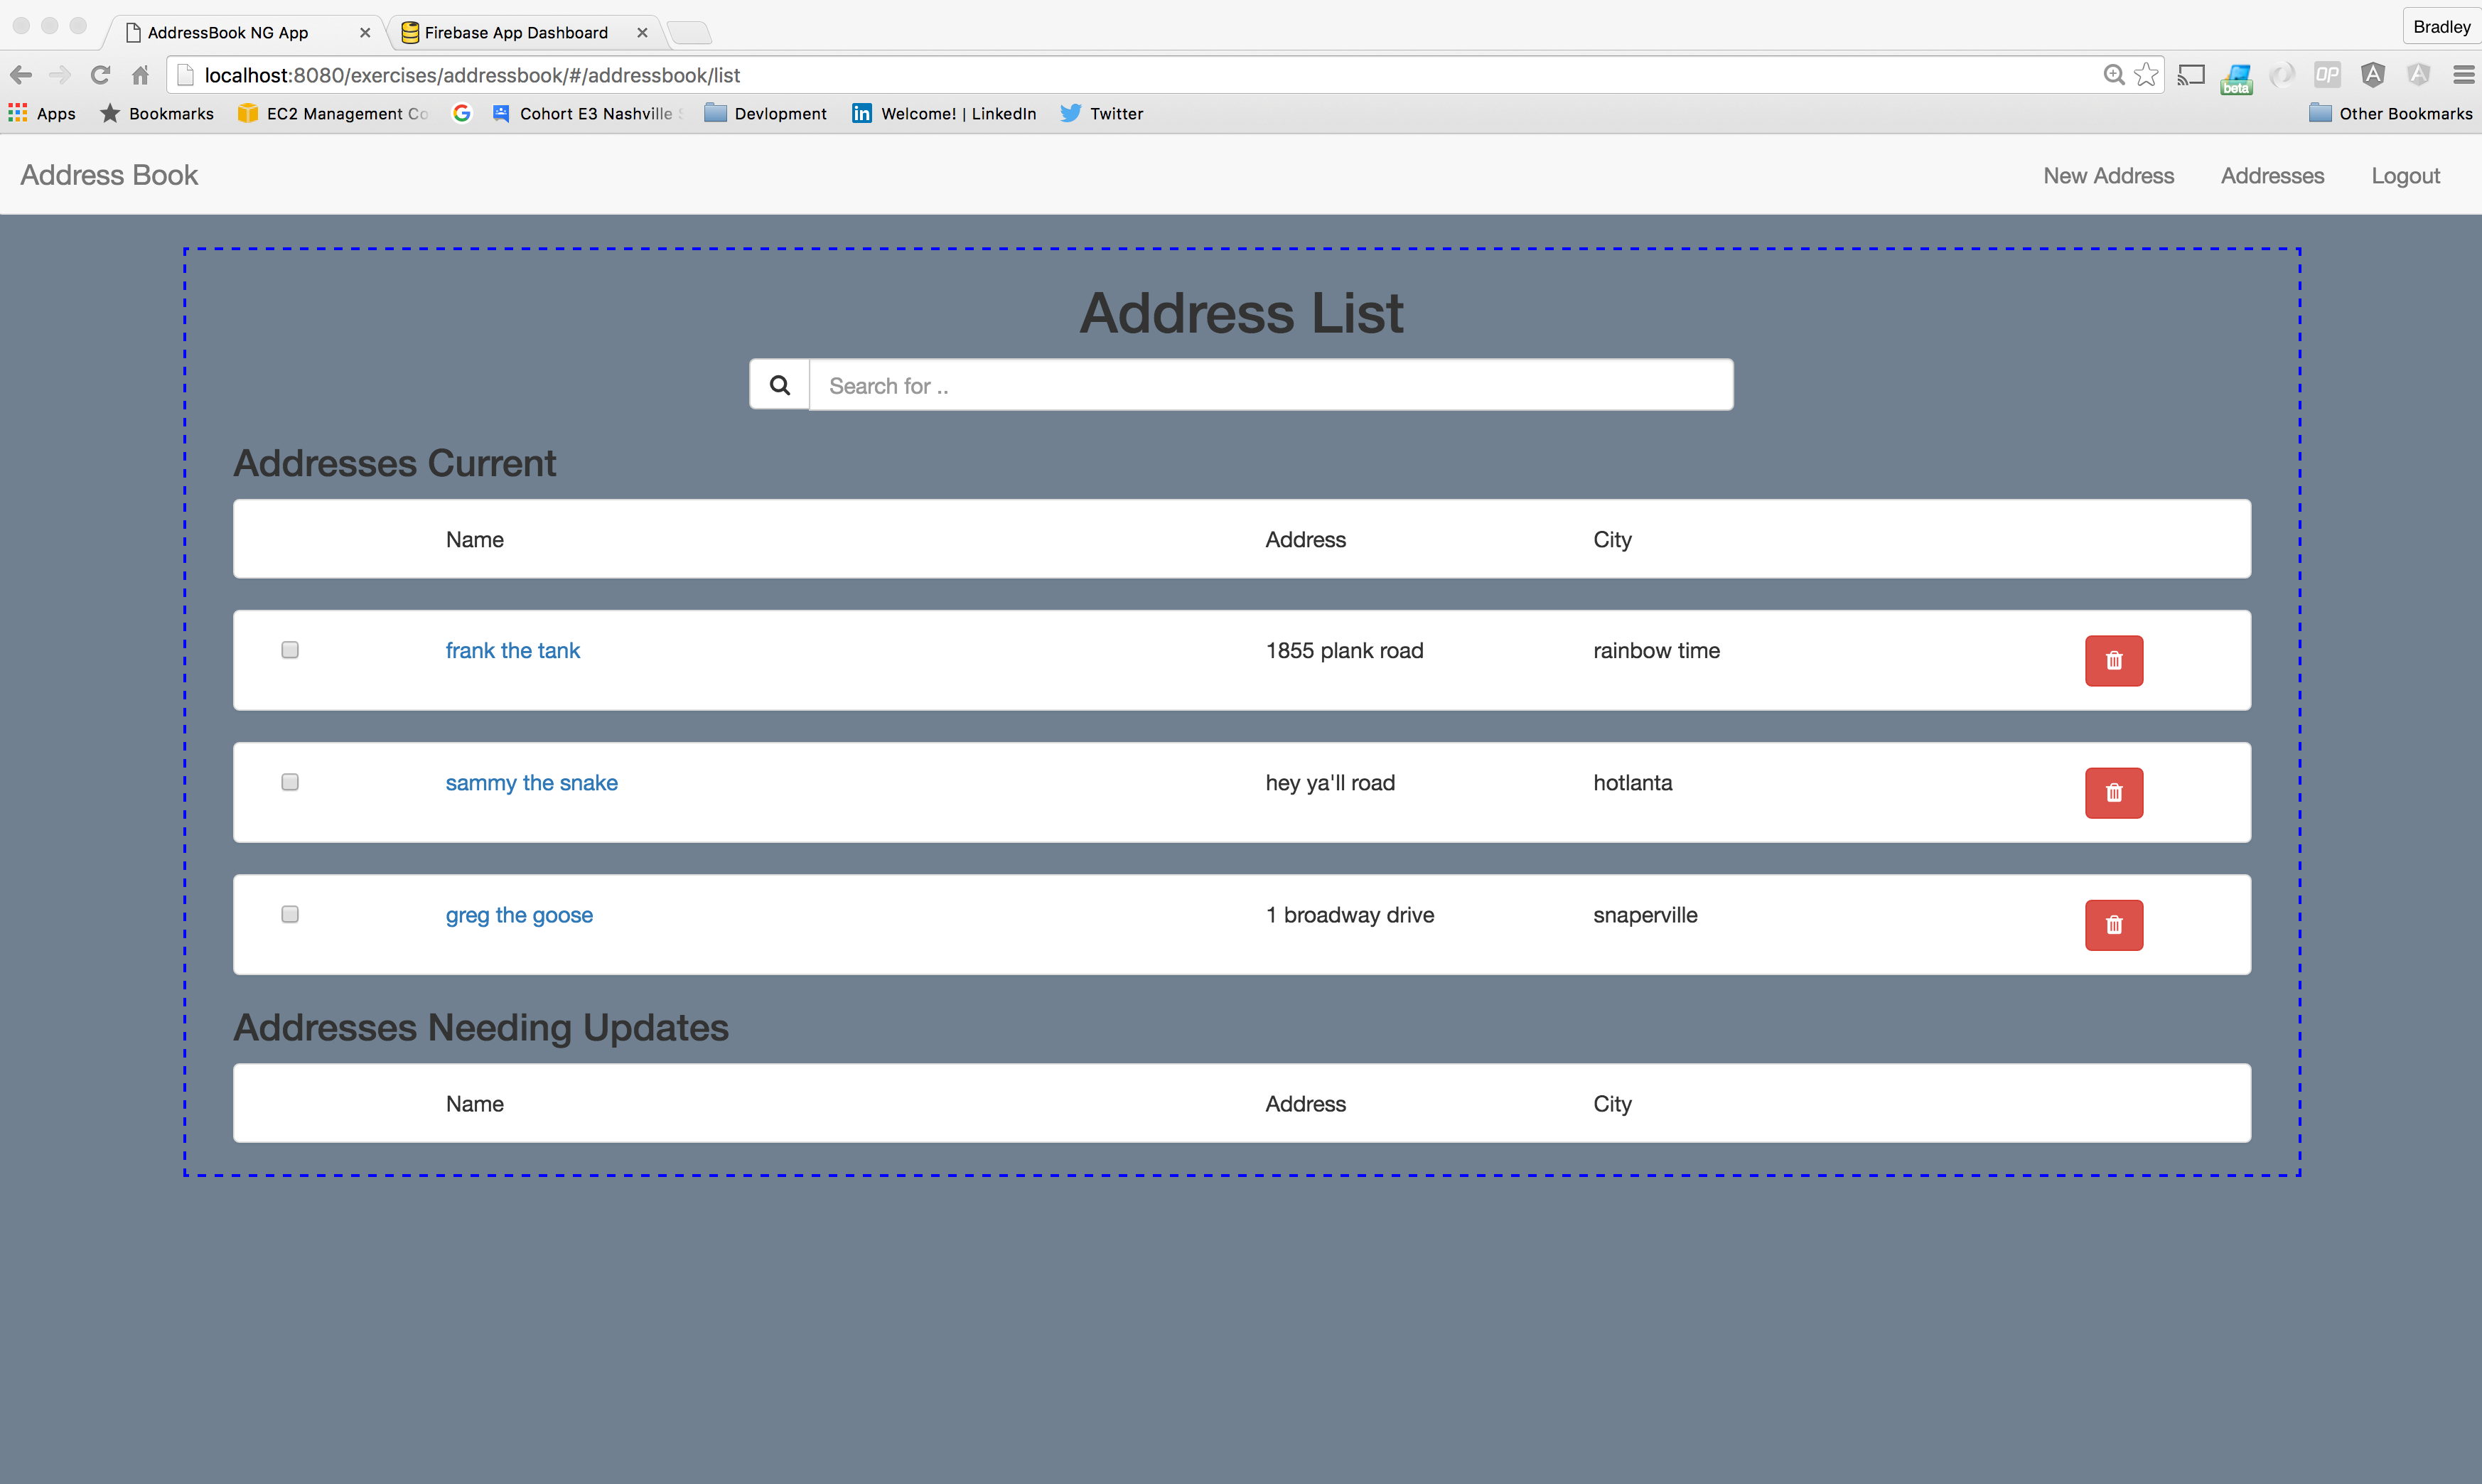 AddressBook NG App
Firebase App Dashboard
Bradley
localhost:8080/exercises/addressbook/#/addressbook/list
OP
beta
Apps
Bookmarks
EC2 Management Co
Cohort E3 Nashville
Devlopment
Welcome! | LinkedIn
Twitter
Other Bookmarks
Address Book
New Address
Addresses
Logout
Address List
Search for ..
Addresses Current
Name Address City
frank the tank 1855 plank road rainbow time
sammy the snake hey ya'll road hotlanta
greg the goose 1 broadway drive snaperville
Addresses Needing Updates
Name Address City